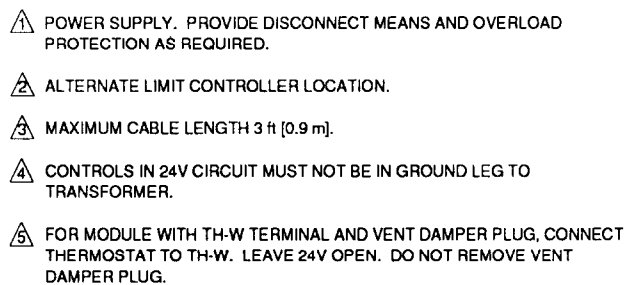 1 POWER SUPPLY. PROVIDE DISCONNECT MEANS AND OVERLOAD
PROTECTION AS REQUIRED.
2 ALTERNATE LIMIT CONTROLLER LOCATION.
3 MAXIMUM CABLE LENGTH 3 ft [0.9 m].
4 CONTROLS IN 24V CIRCUIT MUST NOT BE IN GROUND LEG TO
TRANSFORMER.
5 FOR MODULE WITH TH-W TERMINAL AND VENT DAMPER PLUG, CONNECT
THERMOSTAT TO TH-W. LEAVE 24V OPEN. DO NOT REMOVE VENT
DAMPER PLUG.